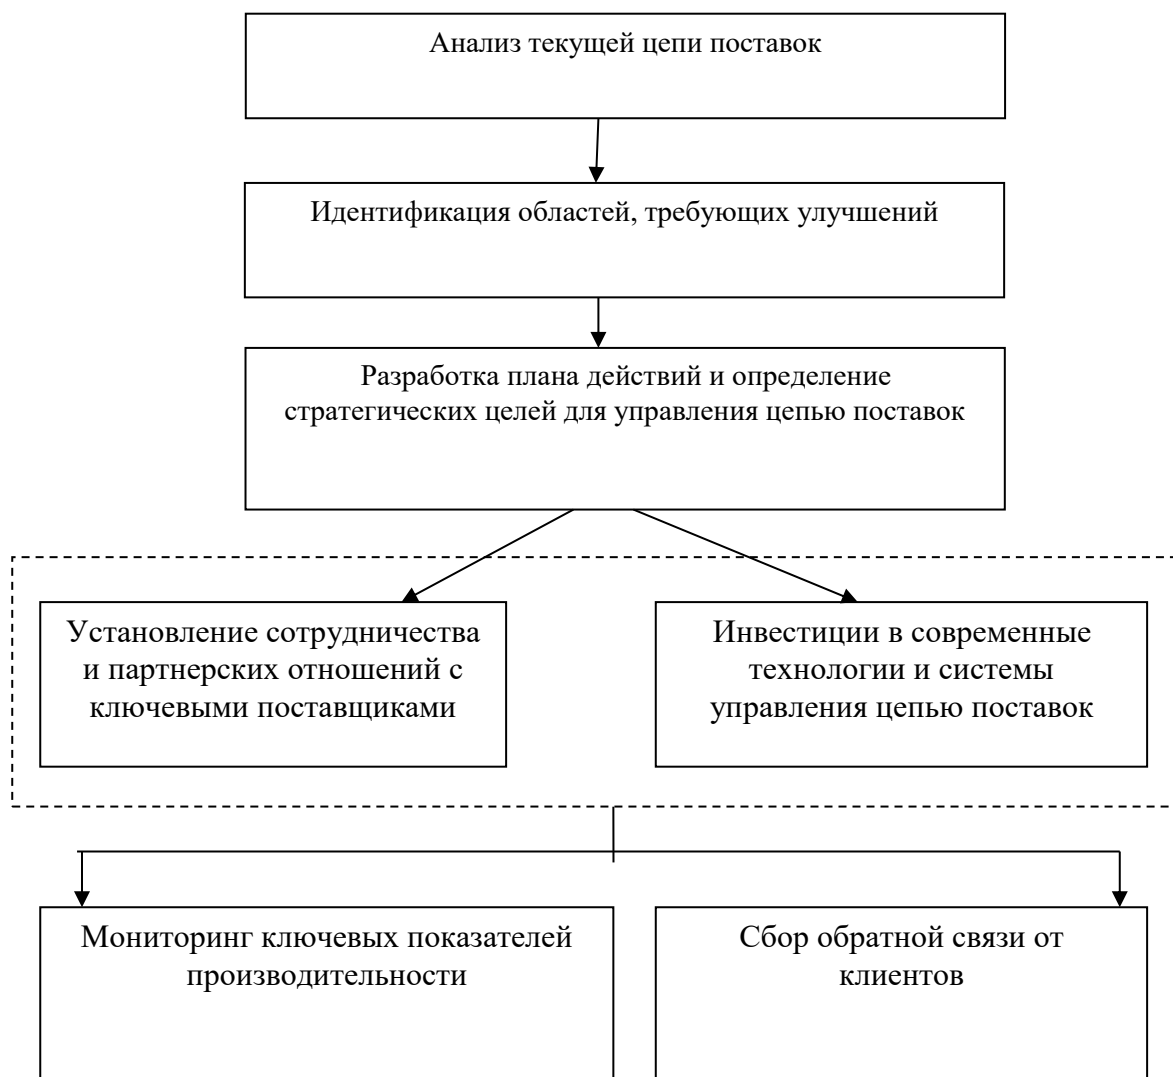 Анализ текущей цепи поставок
Идентификация областей, требующих улучшений
Разработка плана действий и определение
стратегических целей для управления цепью поставок
Установление сотрудничества
и партнерских отношений с
ключевыми поставщиками
Инвестиции в современные
технологии и системы
управления цепью поставок
Мониторинг ключевых показателей
производительности
Сбор обратной связи от
клиентов